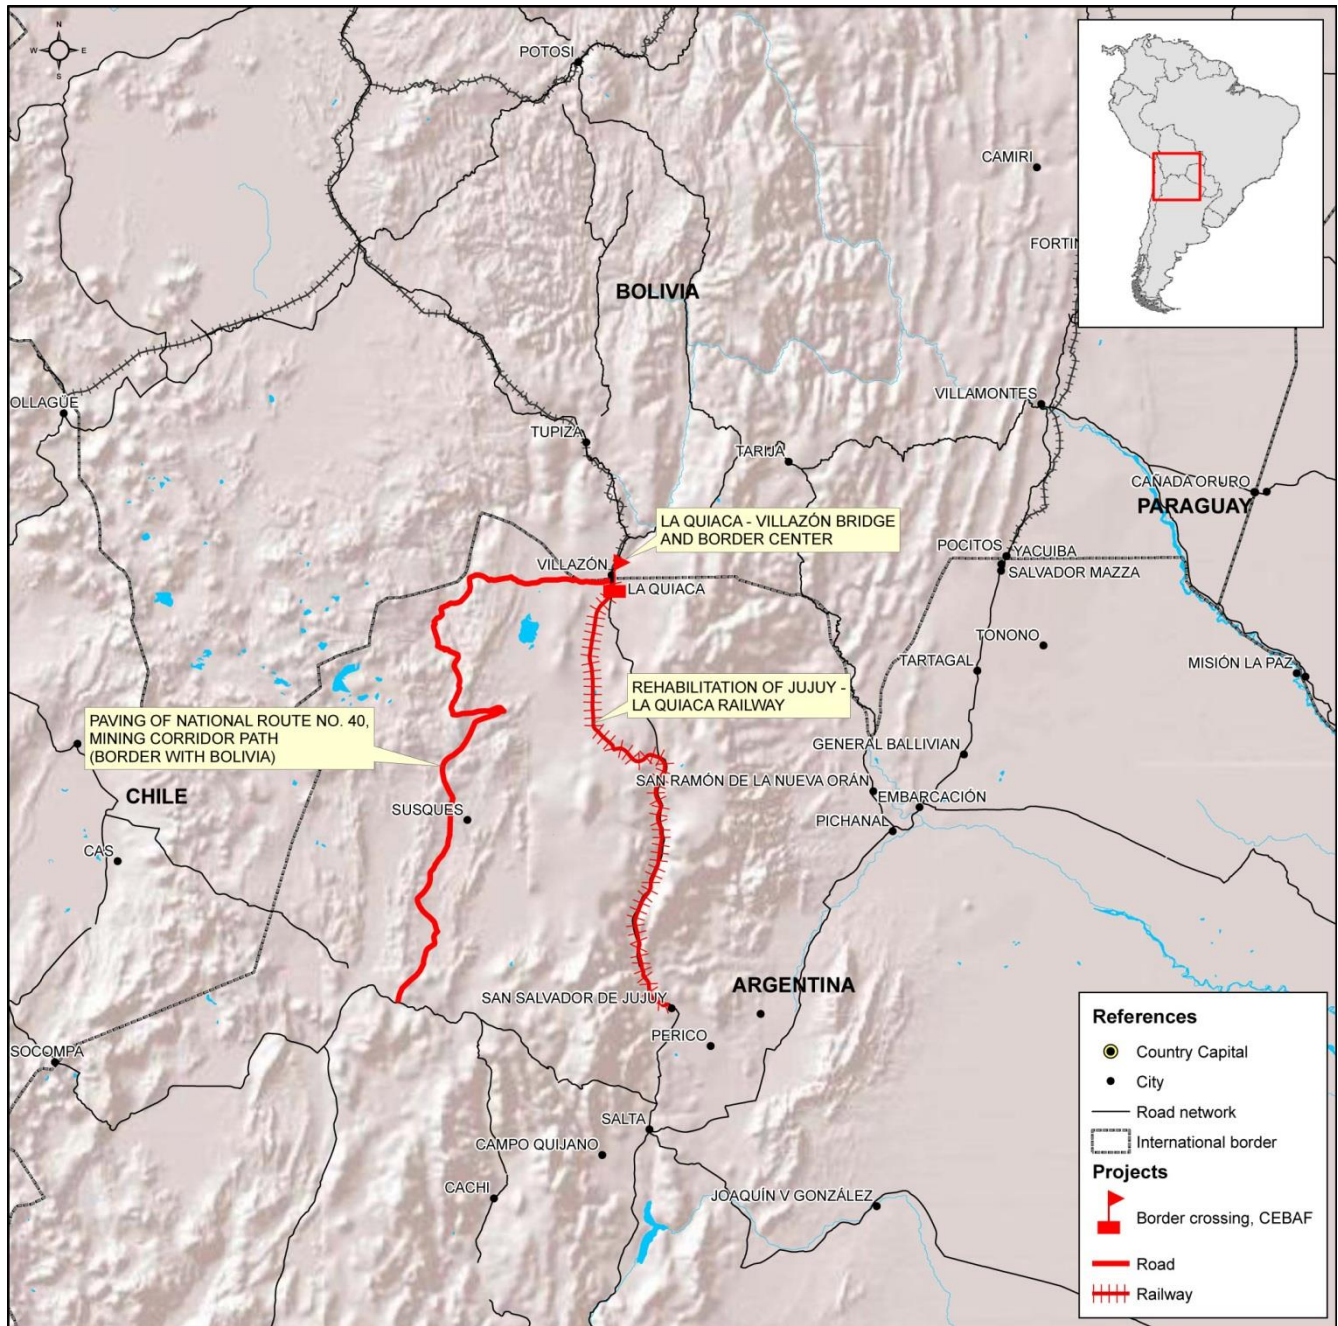 N
W E
S
POTOSI
CAMIRI
FORTIN
BOLIVIA
OLLAGÜE
VILLAMONTES
TUPIZA
TARIJA
CAÑADA ORURO
PARAGUAY
LA QUIACA - VILLAZÓN BRIDGE
AND BORDER CENTER
POCITOS
YACUIBA
VILLAZÓN
SALVADOR MAZZA
LA QUIACA
TONONO
TARTAGAL
MISIÓN LA PAZ
REHABILITATION OF JUJUY -
LA QUIACA RAILWAY
PAVING OF NATIONAL ROUTE NO. 40,
MINING CORRIDOR PATH
(BORDER WITH BOLIVIA)
GENERAL BALLIVIAN
SAN RAMÓN DE LA NUEVA ORÁN
CHILE
EMBARCACIÓN
SUSQUES
PICHANAL
CAS
ARGENTINA
SAN SALVADOR DE JUJUY
PERICO
SOCOMPA
SALTA
CAMPO QUIJANO
CACHI
JOAQUÍN V GONZÁLEZ
References
Country Capital
City
Road network
International border
Projects
Border crossing, CEBAF
Road
Railway